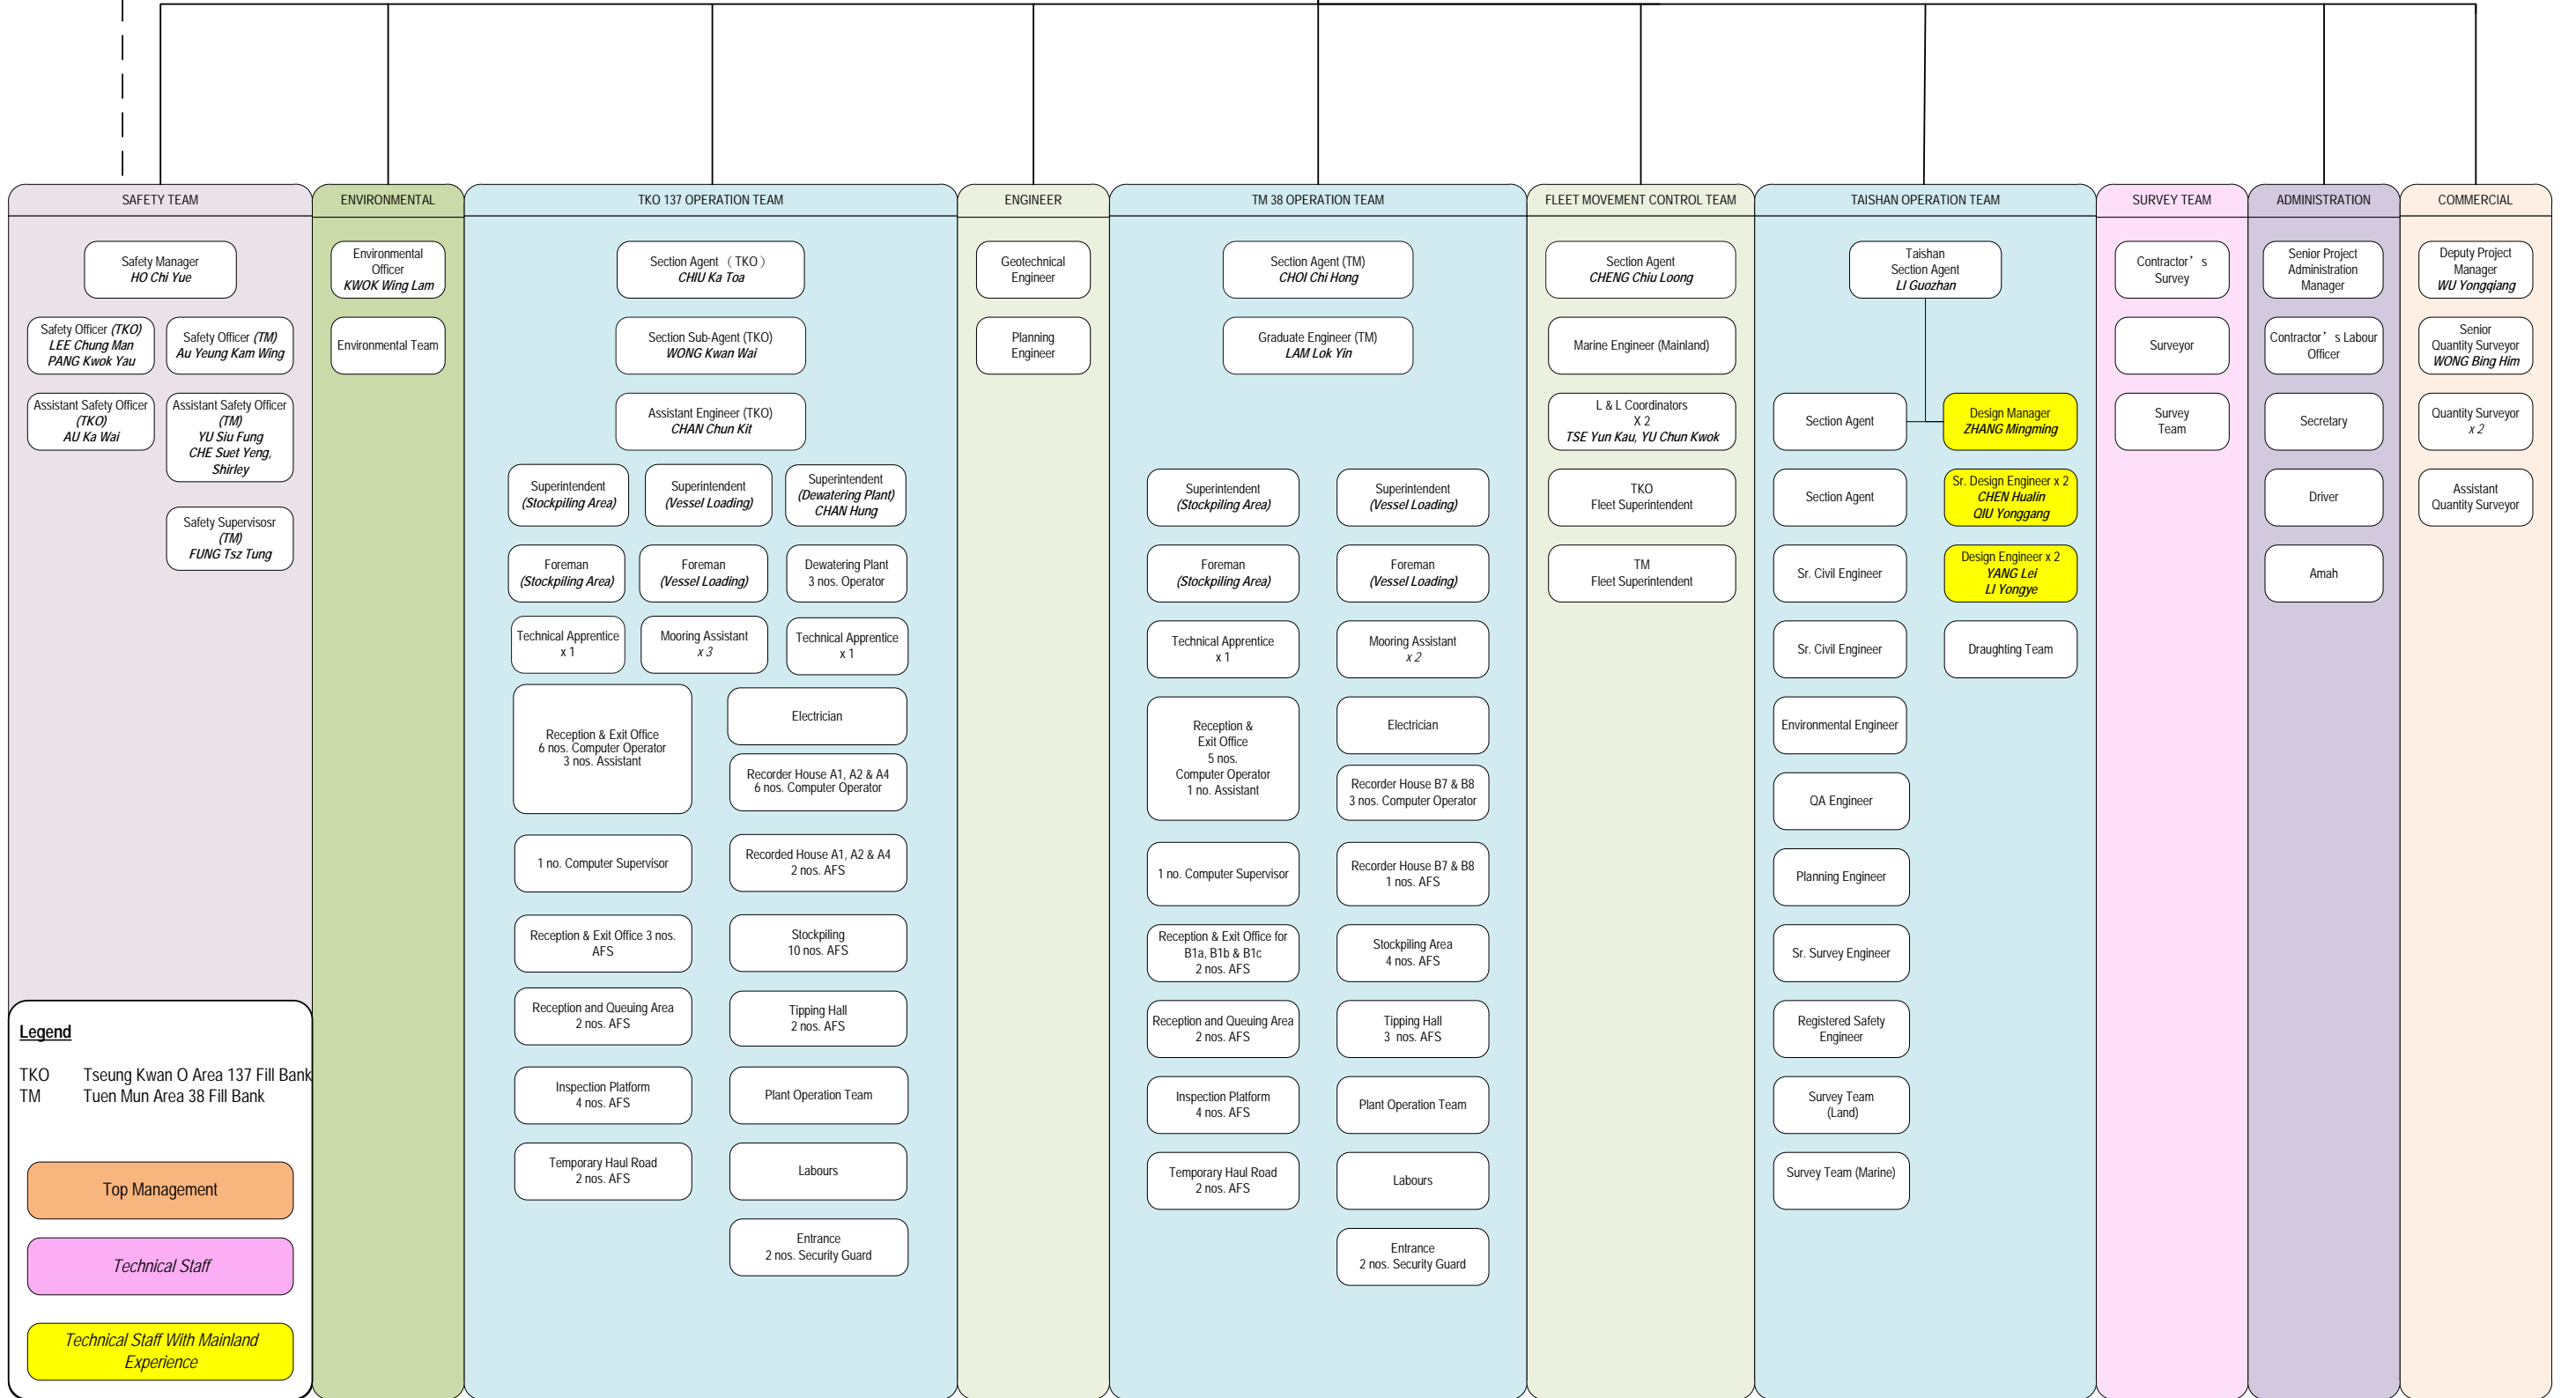 SAFETY TEAM
Safety Manager
HO Chi Yue
Safety Officer (TKO)
LEE Chung Man
PANG Kwok Yau
Safety Officer (TM)
Au Yeung Kam Wing
Assistant Safety Officer
(TKO)
AU Ka Wai
Assistant Safety Officer
(TM)
YU Siu Fung
CHE Suet Yeng,
Shirley
Safety Supervisosr
(TM)
FUNG Tsz Tung
Legend
TKO Tseung Kwan O Area 137 Fill Bank
TM Tuen Mun Area 38 Fill Bank
Top Management
Technical Staff
Technical Staff With Mainland
Experience
ENVIRONMENTAL
Environmental
Officer
KWOK Wing Lam
Environmental Team
TKO 137 OPERATION TEAM
Section Agent （TKO）
CHIU Ka Toa
Section Sub-Agent (TKO)
WONG Kwan Wai
Assistant Engineer (TKO)
CHAN Chun Kit
Superintendent
(Stockpiling Area)
Superintendent
(Vessel Loading)
Superintendent
(Dewatering Plant)
CHAN Hung
Foreman
(Stockpiling Area)
Foreman
(Vessel Loading)
Dewatering Plant
3 nos. Operator
Technical Apprentice
x 1
Mooring Assistant
x 3
Technical Apprentice
x 1
Reception & Exit Office
6 nos. Computer Operator
3 nos. Assistant
Electrician
Recorder House A1, A2 & A4
6 nos. Computer Operator
1 no. Computer Supervisor
Recorded House A1, A2 & A4
2 nos. AFS
Reception & Exit Office 3 nos.
AFS
Stockpiling
10 nos. AFS
Reception and Queuing Area
2 nos. AFS
Tipping Hall
2 nos. AFS
Inspection Platform
4 nos. AFS
Plant Operation Team
Temporary Haul Road
2 nos. AFS
Labours
Entrance
2 nos. Security Guard
ENGINEER
Geotechnical
Engineer
Planning
Engineer
TM 38 OPERATION TEAM
Section Agent (TM)
CHOI Chi Hong
Graduate Engineer (TM)
LAM Lok Yin
Superintendent
(Stockpiling Area)
Superintendent
(Vessel Loading)
Foreman
(Stockpiling Area)
Foreman
(Vessel Loading)
Technical Apprentice
x 1
Mooring Assistant
x 2
Reception &
Exit Office
5 nos.
Computer Operator
1 no. Assistant
Electrician
Recorder House B7 & B8
3 nos. Computer Operator
1 no. Computer Supervisor
Recorder House B7 & B8
1 nos. AFS
Reception & Exit Office for
B1a, B1b & B1c
2 nos. AFS
Stockpiling Area
4 nos. AFS
Reception and Queuing Area
2 nos. AFS
Tipping Hall
3 nos. AFS
Inspection Platform
4 nos. AFS
Plant Operation Team
Temporary Haul Road
2 nos. AFS
Labours
Entrance
2 nos. Security Guard
FLEET MOVEMENT CONTROL TEAM
Section Agent
CHENG Chiu Loong
Marine Engineer (Mainland)
L & L Coordinators
X 2
TSE Yun Kau, YU Chun Kwok
TKO
Fleet Superintendent
TM
Fleet Superintendent
TAISHAN OPERATION TEAM
Taishan
Section Agent
LI Guozhan
Section Agent
Design Manager
ZHANG Mingming
Section Agent
Sr. Design Engineer x 2
CHEN Hualin
QIU Yonggang
Sr. Civil Engineer
Design Engineer x 2
YANG Lei
LI Yongye
Sr. Civil Engineer
Draughting Team
Environmental Engineer
QA Engineer
Planning Engineer
Sr. Survey Engineer
Registered Safety
Engineer
Survey Team
(Land)
Survey Team (Marine)
SURVEY TEAM
Contractor’s
Survey
Surveyor
Survey
Team
ADMINISTRATION
Senior Project
Administration
Manager
Contractor’s Labour
Officer
Secretary
Driver
Amah
COMMERCIAL
Deputy Project
Manager
WU Yongqiang
Senior
Quantity Surveyor
WONG Bing Him
Quantity Surveyor
x 2
Assistant
Quantity Surveyor